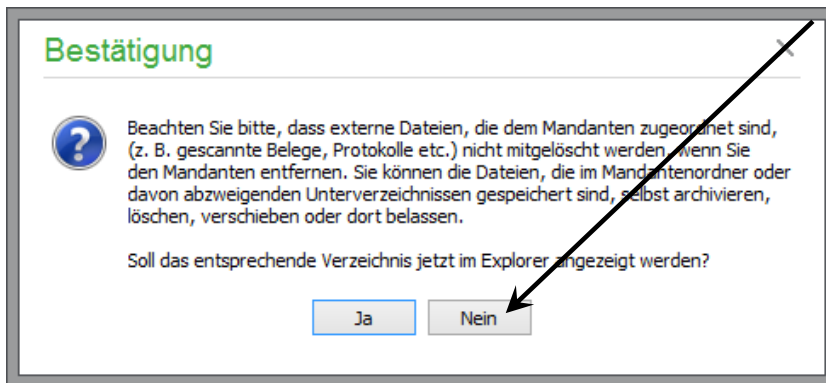 Bestätigung
Beachten Sie bitte, dass externe Dateien, die dem Mandanten zugeordnet sind,
(z. B. gescannte Belege, Protokolle etc.) nicht mitgelöscht werden, wenn Sie
den Mandanten entfernen. Sie können die Dateien, die im Mandantenordner oder
davon abzweigenden Unterverzeichnissen gespeichert sind, selbst archivieren,
löschen, verschieben oder dort belassen.
Soll das entsprechende Verzeichnis jetzt im Explorer angezeigt werden?
Ja Nein